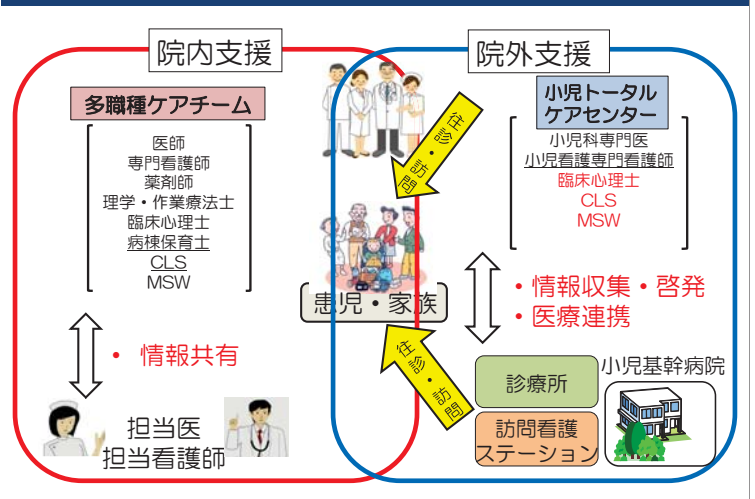 院内支援
多職種ケアチーム
医師
専門看護師
薬剤師
理学・作業療法士
臨床心理士
病棟保育士
CLS
MSW
・ 情報共有
担当医
担当看護師
院外支援
小児トータル
ケアセンター
小児科専門医
小児看護専門看護師
臨床心理士
CLS
MSW
往診・訪問
患児・家族
・情報収集・啓発
・医療連携
往診・訪問
診療所
訪問看護
ステーション
小児基幹病院